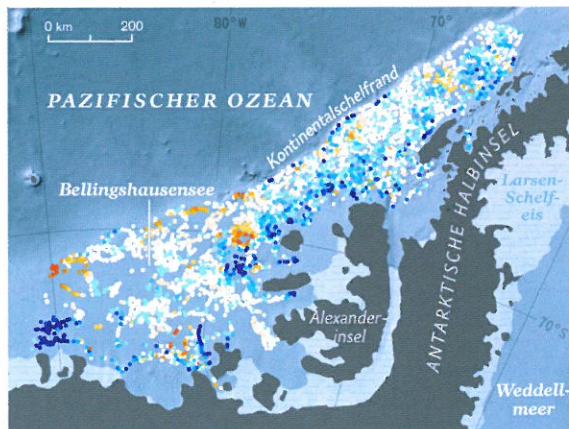 0 km 200
80°W
70°
PAZIFISCHER OZEAN
Kontinentalschelfrand
Bellingshausensee
ANTARKTISCHE HALBINSEL
Larsen-
Schelf-
eis
Alexander-
insel
70°S
Weddell-
meer